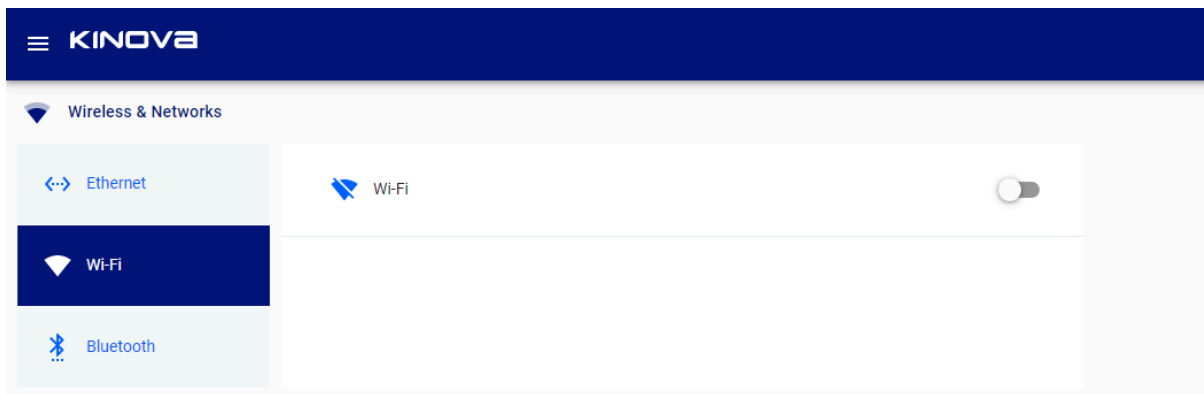 KINOVA
Wireless & Networks
Ethernet
Wi-Fi
Wi-Fi
Bluetooth